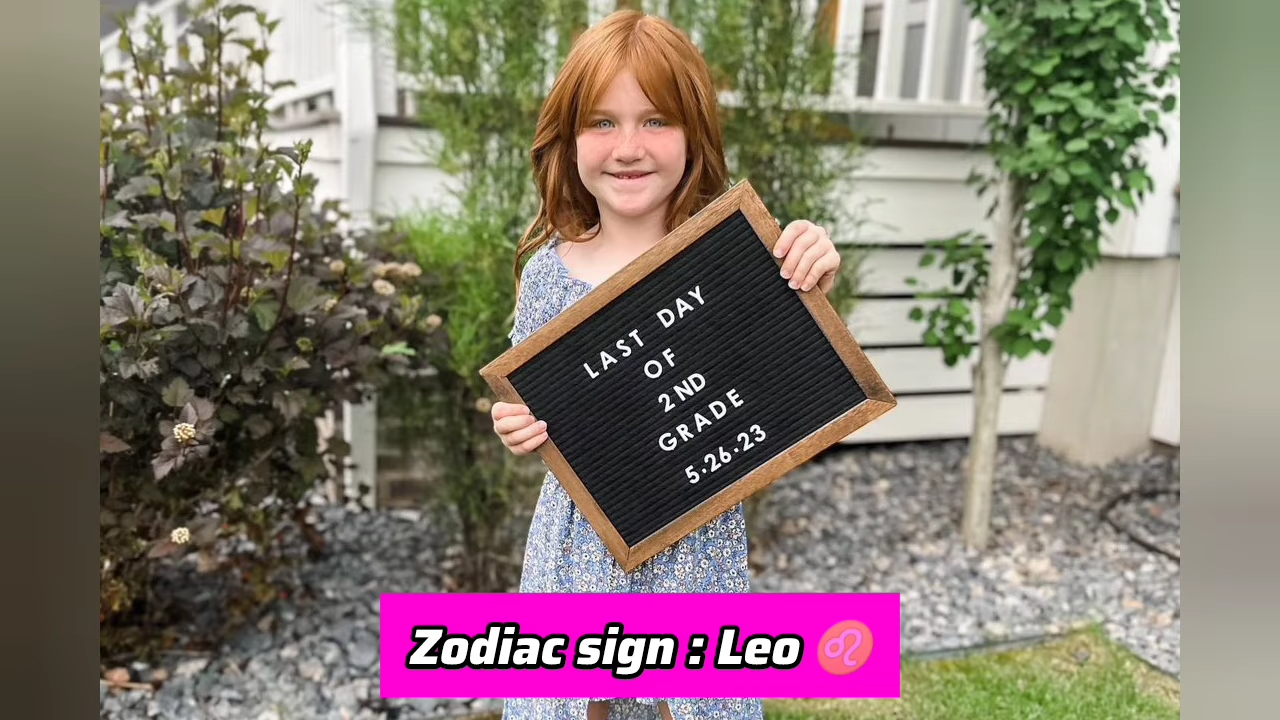 LAST DAY
OF
2ND
GRADE
5.26.23
Zodiac sign : Leo ♌